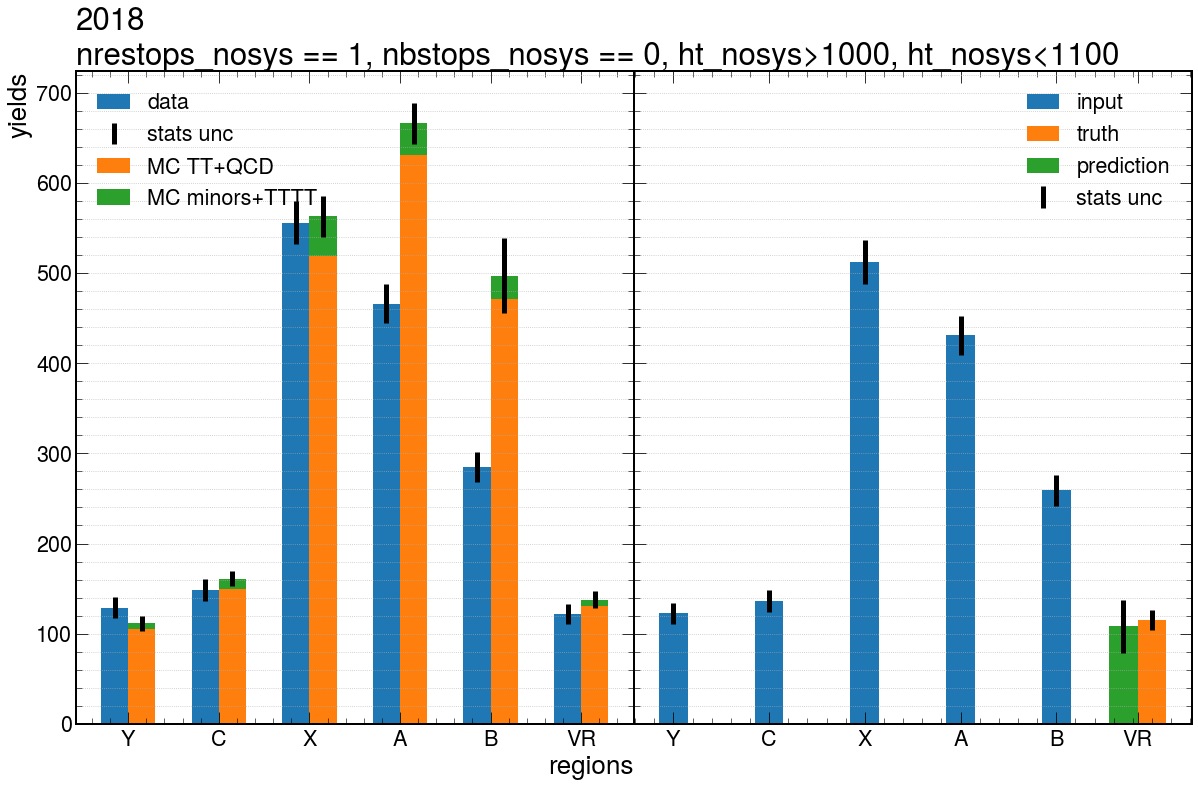 2018
nrestops_nosys == 1, nbstops_nosys == 0, ht_nosys>1000, ht_nosys<1100
yields
700
600
500
400
300
200
100
0
data
stats unc
MC TT+QCD
MC minors+TTTT
input
truth
prediction
stats unc
Y C X A B VR
Y C X A B VR
regions